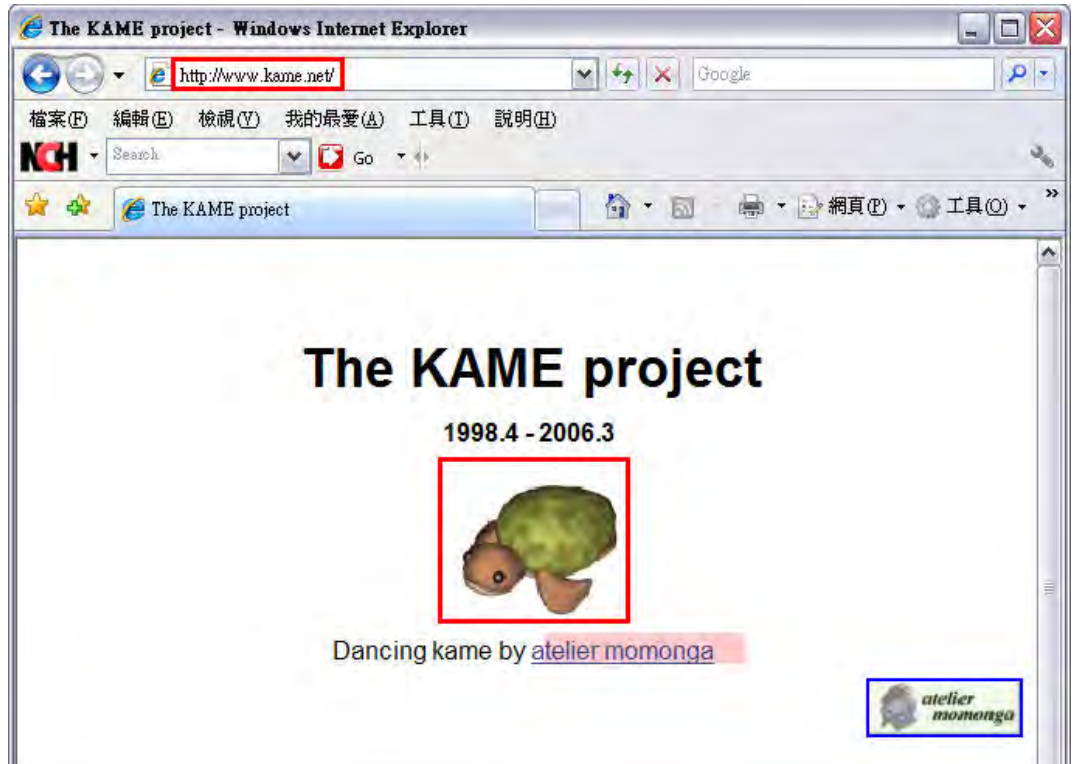 The KAME project - Windows Internet Explorer
http://www.kame.net/ Google
檔案(F) 編輯(E) 檢視(V) 我的最愛(A) 工具(T) 說明(H)
NCH Search Go
The KAME project 網頁(P) 工具(O) »
The KAME project
1998.4 - 2006.3
Dancing kame by atelier momonga
atelier
momonga